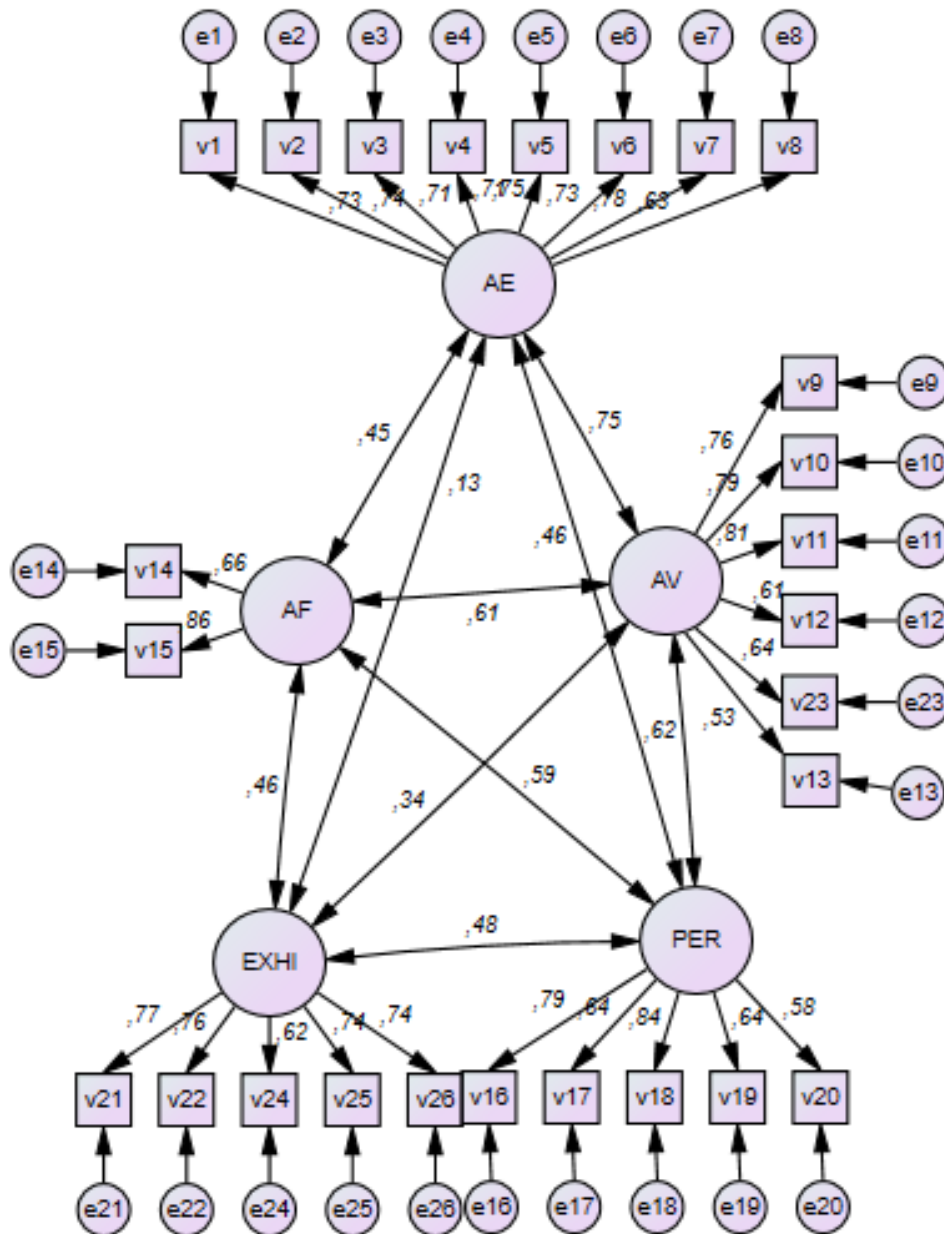 e1 e2 e3 e4 e5 e6 e7 e8
v1 v2 v3 v4 v5 v6 v7 v8
,73 ,74 ,71 ,71 ,75 ,73 ,78 ,63
AE
v9 e9
,45 ,75 ,76
,13 ,79 v10 e10
,46 ,81 v11 e11
e14 v14 ,66 AF AV
,61 ,61 v12 e12
e15 v15 ,86
,64 v23 e23
,62 ,53
,46 ,34 ,59 v13 e13
EXHI ,48 PER
,77 ,76 ,62 ,74 ,74 ,79 ,64 ,84 ,64 ,58
v21 v22 v24 v25 v26 v16 v17 v18 v19 v20
e21 e22 e24 e25 e26 e16 e17 e18 e19 e20